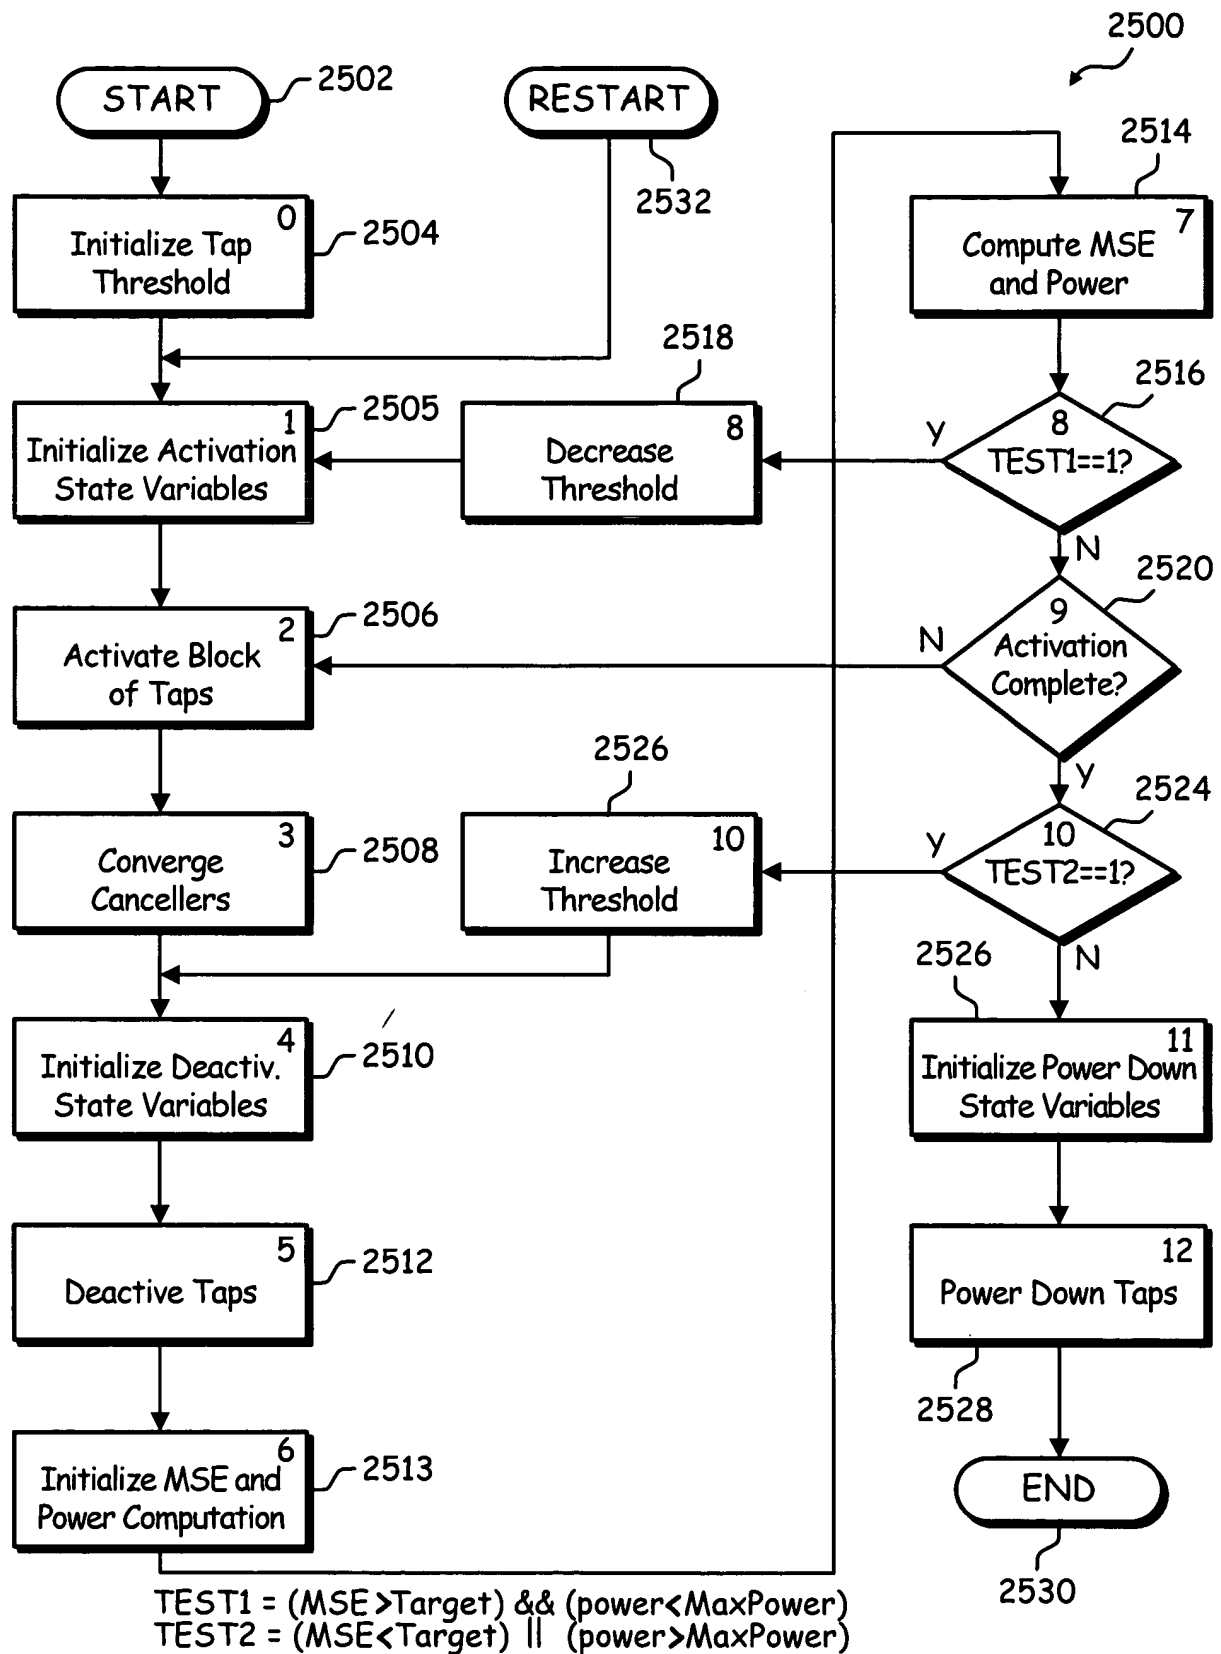 2500
START
2502
RESTART
2532
2514
0
Initialize Tap
Threshold
2504
7
Compute MSE
and Power
2518
2516
1
Initialize Activation
State Variables
2505
8
Decrease
Threshold
Y
8
TEST1==1?
N
2520
2
Activate Block
of Taps
2506
N
9
Activation
Complete?
Y
2526
2524
3
Converge
Cancellers
2508
10
Increase
Threshold
Y
10
TEST2==1?
N
2526
4
Initialize Deactiv.
State Variables
2510
11
Initialize Power Down
State Variables
5
Deactive Taps
2512
12
Power Down Taps
2528
6
Initialize MSE and
Power Computation
2513
END
2530
TEST1 = (MSE>Target) && (power<MaxPower)
TEST2 = (MSE<Target) || (power>MaxPower)